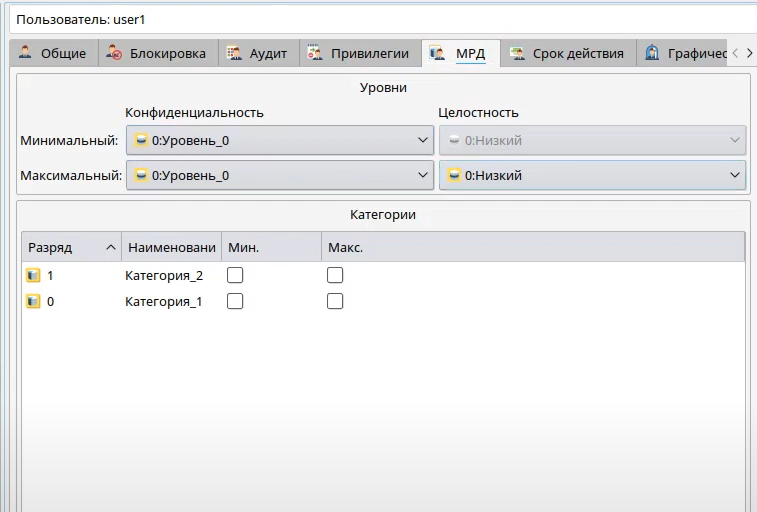 Пользователь: user1
Общие Блокировка Аудит Привилегии МРД Срок действия Графичес
Уровни
Конфиденциальность Целостность
Минимальный: 0:Уровень_0 0:Низкий
Максимальный: 0:Уровень_0 0:Низкий
Категории
Разряд Наименовани Мин. Макс.
1 Категория_2
0 Категория_1